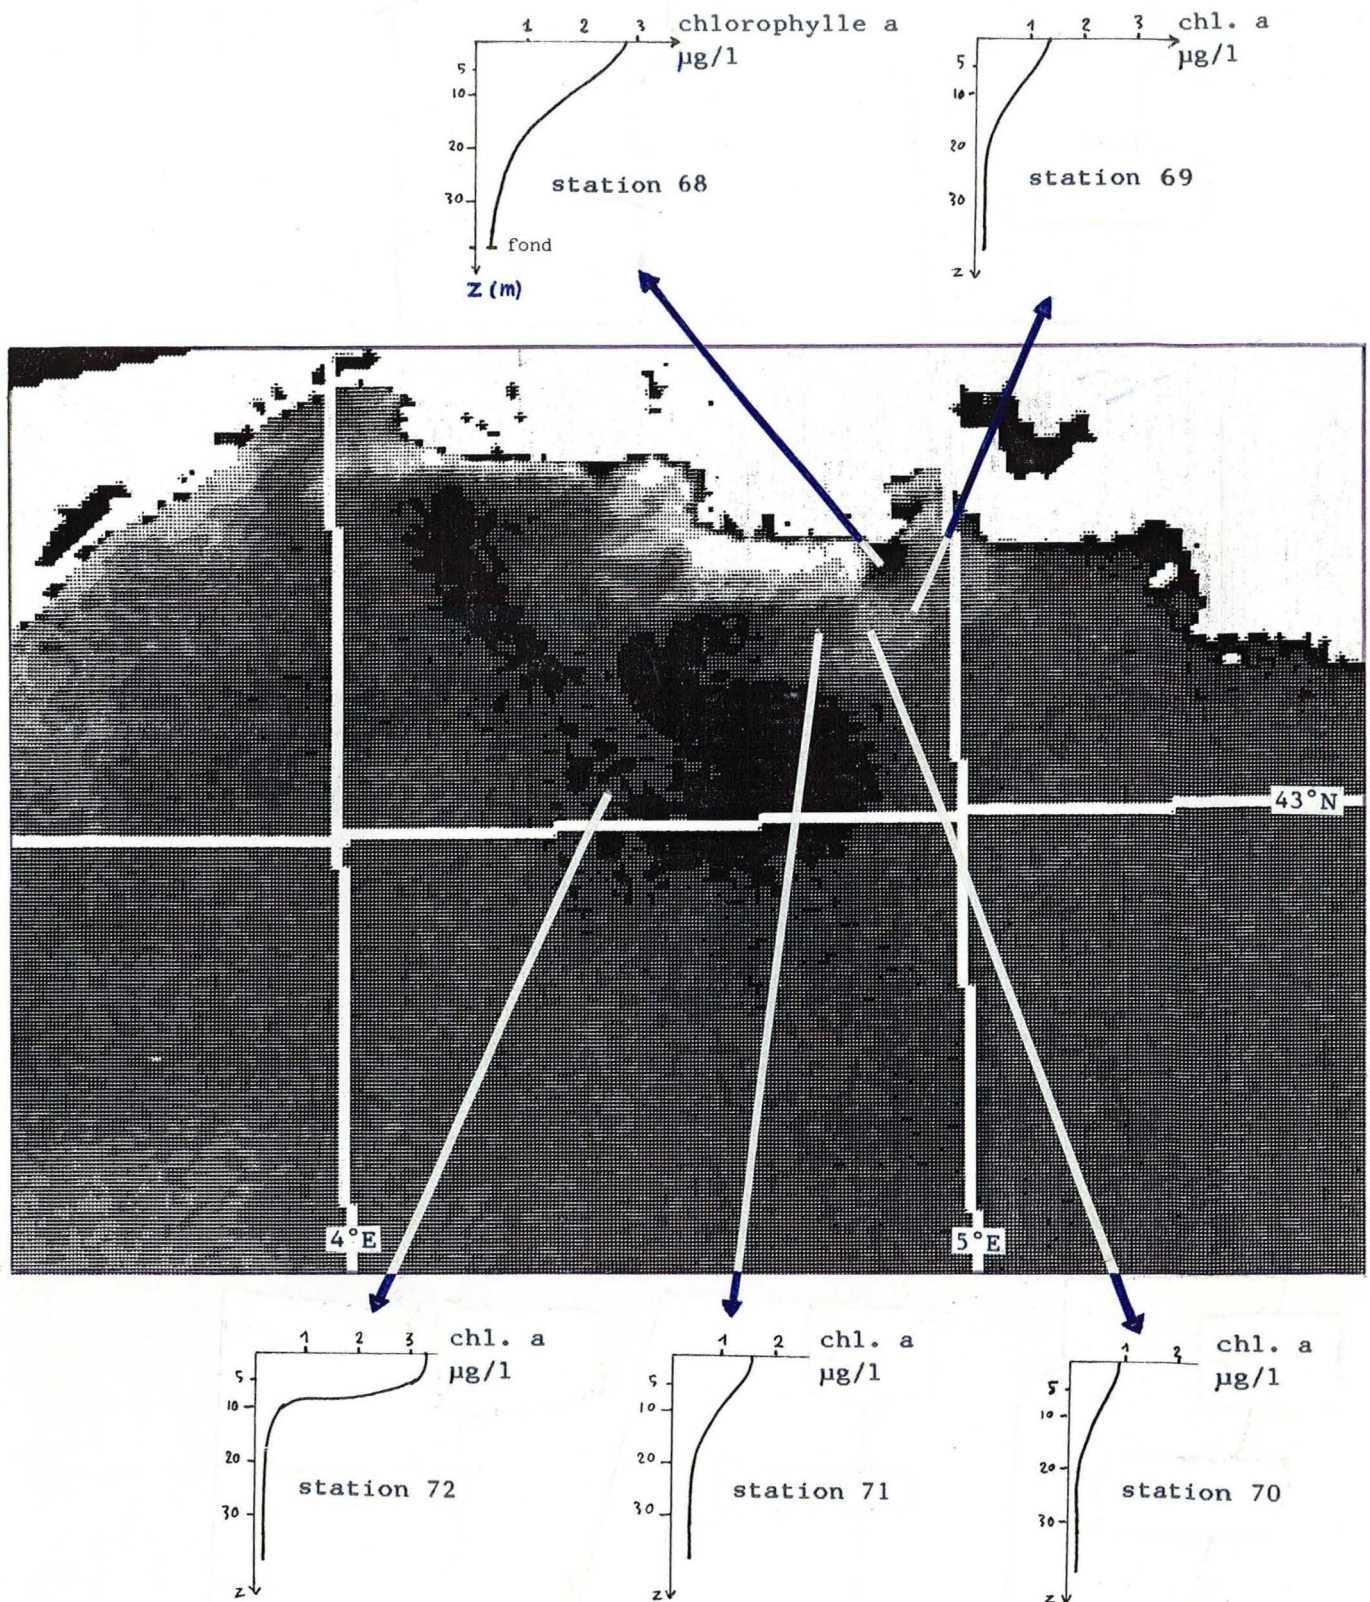 1 2 3 chlorophylle a
µg/l
5
10
20
30
station 68
fond
z (m)
1 2 3 chl. a
µg/l
5
10
20
30
station 69
z
43°N
4°E
5°E
1 2 3 chl. a
µg/l
5
10
20
30
station 72
z
1 2 chl. a
µg/l
5
10
20
30
station 71
z
1 2 chl. a
µg/l
5
10
20
30
station 70
z